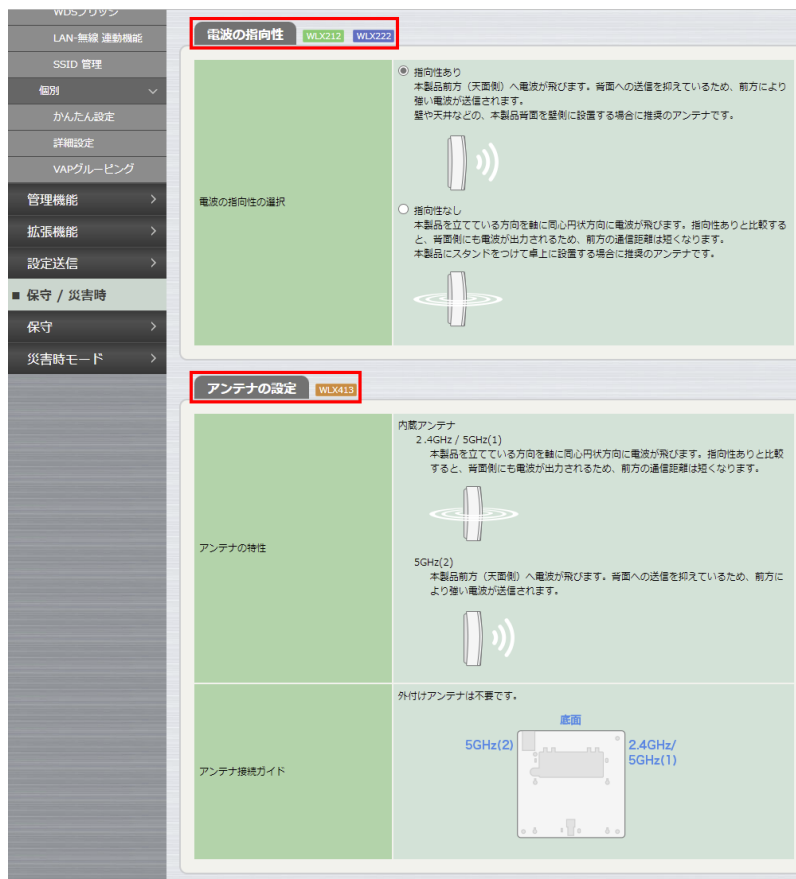 WDSブリッジ
LAN-無線 連動機能
SSID 管理
個別
かんたん設定
詳細設定
VAPグルーピング
管理機能
拡張機能
設定送信
■ 保守 / 災害時
保守
災害時モード
電波の指向性 WLX212 WLX222
電波の指向性の選択
指向性あり
本製品前方（天面側）へ電波が飛びます。背面への送信を抑えているため、前方により
強い電波が送信されます。
壁や天井などの、本製品背面を壁側に設置する場合に推奨のアンテナです。
指向性なし
本製品を立てている方向を軸に同心円状方向に電波が飛びます。指向性ありと比較する
と、背面側にも電波が出力されるため、前方の通信距離は短くなります。
本製品にスタンドをつけて卓上に設置する場合に推奨のアンテナです。
アンテナの設定 WLX413
アンテナの特性
内蔵アンテナ
2.4GHz / 5GHz(1)
本製品を立てている方向を軸に同心円状方向に電波が飛びます。指向性ありと比較
すると、背面側にも電波が出力されるため、前方の通信距離は短くなります。
5GHz(2)
本製品前方（天面側）へ電波が飛びます。背面への送信を抑えているため、前方に
より強い電波が送信されます。
アンテナ接続ガイド
外付けアンテナは不要です。
底面
5GHz(2)
2.4GHz/
5GHz(1)